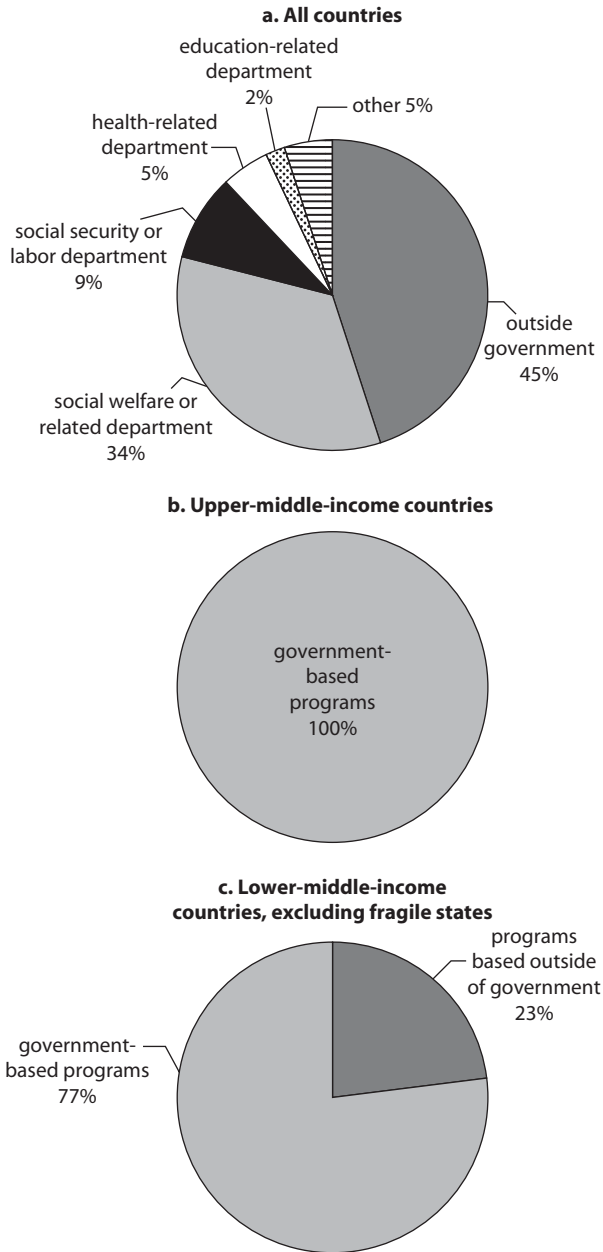 a. All countries
education-related
department
2%
other 5%
health-related
department
5%
social security or
labor department
9%
outside
government
45%
social welfare or
related department
34%
b. Upper-middle-income countries
government-
based
programs
100%
c. Lower-middle-income
countries, excluding fragile states
programs
based outside
of government
23%
government-
based programs
77%